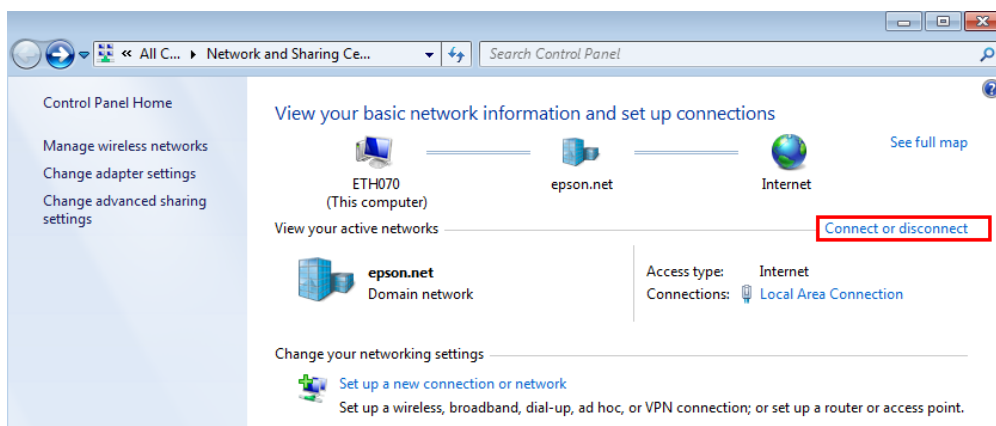 « All C... ▸ Network and Sharing Ce...
Search Control Panel
Control Panel Home
Manage wireless networks
Change adapter settings
Change advanced sharing
settings
View your basic network information and set up connections
See full map
ETH070
(This computer)
epson.net
Internet
View your active networks
Connect or disconnect
epson.net
Domain network
Access type: Internet
Connections: Local Area Connection
Change your networking settings
Set up a new connection or network
Set up a wireless, broadband, dial-up, ad hoc, or VPN connection; or set up a router or access point.